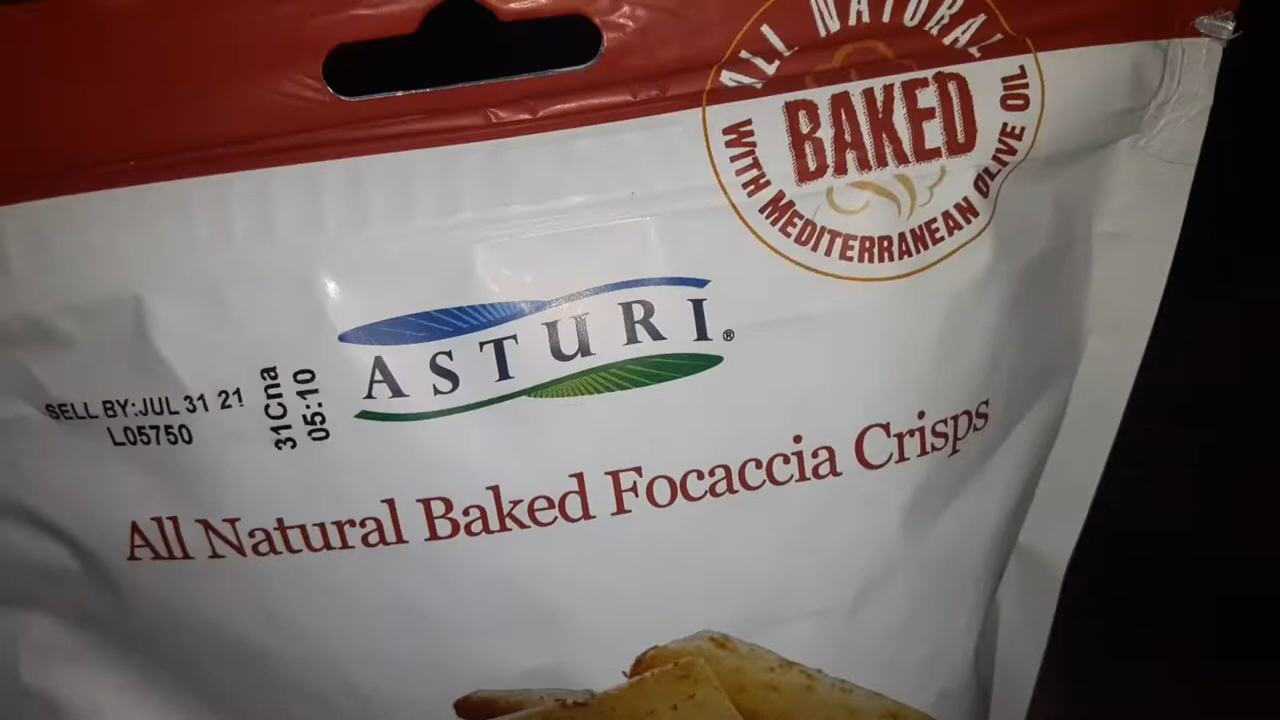 ALL NATURAL
BAKED
WITH MEDITERRANEAN OLIVE OIL
ASTURI®
SELL BY:JUL 31 21
L05750
31Cna
05:10
All Natural Baked Focaccia Crisps